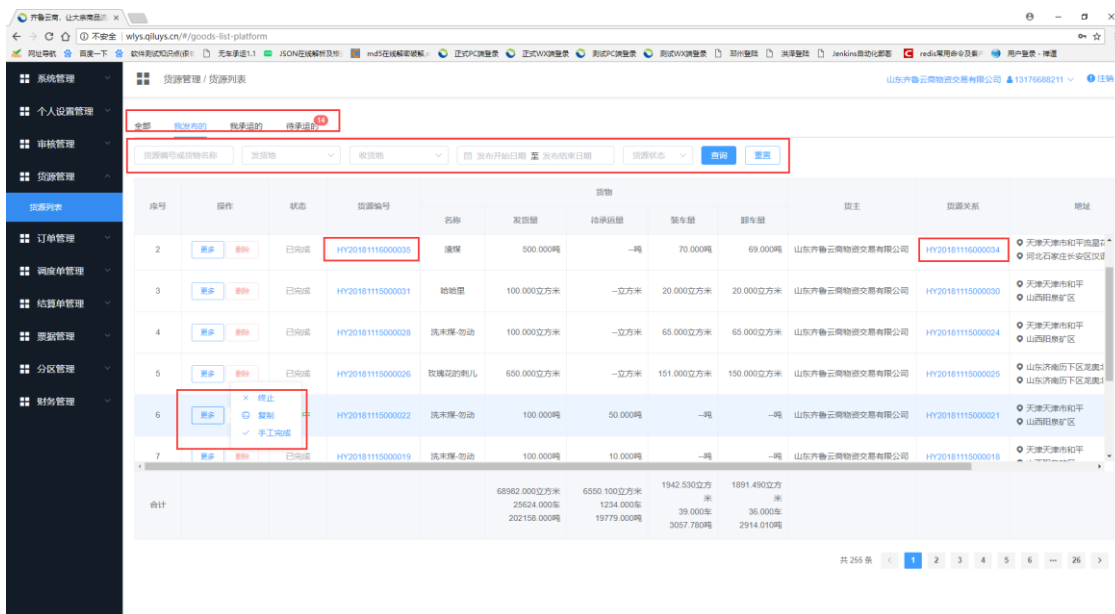 齐鲁云商，让大宗商品流
不安全 | wlys.qiluys.cn/#/goods-list-platform
网址导航 百度一下 软件测试知识点 无车承运1.1 JSON在线解析及 md5在线解密破解 正式PC端登录 正式WX端登录 测试PC端登录 测试WX端登录 邳州登陆 洪泽登陆 Jenkins自动化部署 redis常用命令及 用户登录 - 禅道
系统管理
货源管理 / 货源列表
山东齐鲁云商物资交易有限公司 13176688211 注销
个人设置管理
审核管理
货源管理
货源列表
订单管理
调度单管理
结算单管理
票据管理
分区管理
财务管理
全部 我发布的 我承运的 待承运的 14
货源编号或货物名称 发货地 收货地 发布开始日期 至 发布结束日期 货源状态 查询 重置
序号 操作 状态 货源编号 货物 货主 货源关系 地址
名称 发货量 待承运量 装车量 卸车量
2 更多 删除 已完成 HY20181116000035 漕煤 500.000吨 --吨 70.000吨 69.000吨 山东齐鲁云商物资交易有限公司 HY20181116000034 天津天津市和平
河北石家庄长安区
3 更多 删除 已完成 HY20181115000031 哈哈里 100.000立方米 --立方米 20.000立方米 20.000立方米 山东齐鲁云商物资交易有限公司 HY20181115000030 天津天津市和平
山西阳泉矿区
4 更多 删除 已完成 HY20181115000028 洗末煤-勿动 100.000立方米 --立方米 65.000立方米 65.000立方米 山东齐鲁云商物资交易有限公司 HY20181115000024 天津天津市和平
山西阳泉矿区
5 更多 删除 已完成 HY20181115000026 玫瑰花的刺儿 650.000立方米 --立方米 151.000立方米 150.000立方米 山东齐鲁云商物资交易有限公司 HY20181115000025 山东济南历下区龙奥
山东济南历下区龙奥
6 更多 中 HY20181115000022 洗末煤-勿动 100.000吨 50.000吨 --吨 --吨 山东齐鲁云商物资交易有限公司 HY20181115000021 天津天津市和平
山西阳泉矿区
修止
复制
手工完成
7 更多 删除 已完成 HY20181115000019 洗末煤-勿动 100.000吨 10.000吨 --吨 --吨 山东齐鲁云商物资交易有限公司 HY20181115000018 天津天津市和平
合计 68982.000立方米 6550.100立方米 1942.530立方米 1891.490立方米
25624.000车 1234.000车 39.000车 36.000车
202158.000吨 19779.000吨 3057.780吨 2914.010吨
共 255 条 < 1 2 3 4 5 6 ··· 26 >